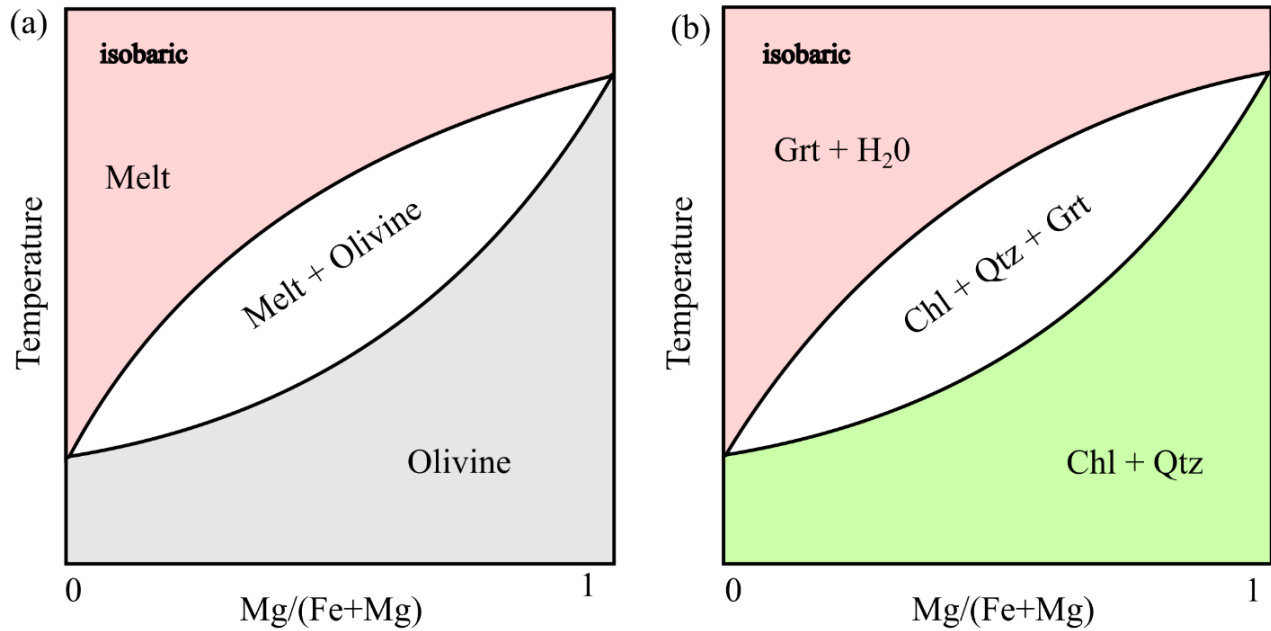 (a)
isobaric
Melt
Melt + Olivine
Olivine
Temperature
0
1
Mg/(Fe+Mg)
(b)
isobaric
Grt + H₂0
Chl + Qtz + Grt
Chl + Qtz
Temperature
0
1
Mg/(Fe+Mg)